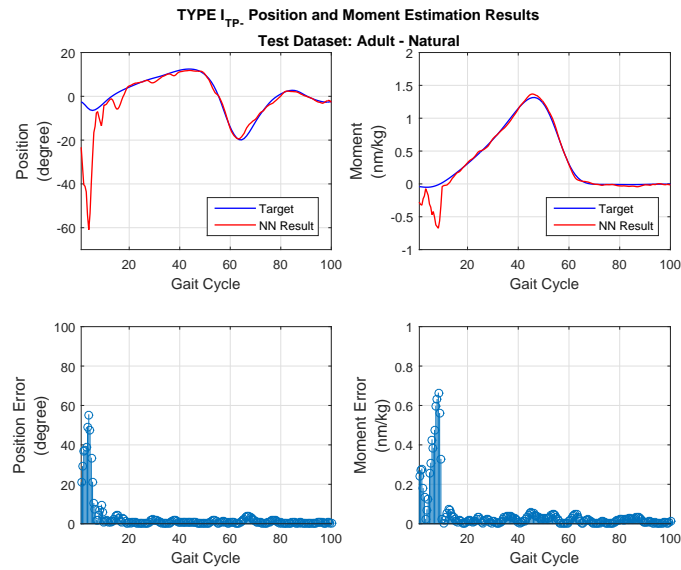 TYPE I_TP- Position and Moment Estimation Results
Test Dataset: Adult - Natural
20
0
-20
-40
-60
Position
(degree)
Target
NN Result
20
40
60
80
100
Gait Cycle
2
1.5
1
0.5
0
-0.5
-1
Moment
(nm/kg)
Target
NN Result
20
40
60
80
100
Gait Cycle
100
80
60
40
20
0
Position Error
(degree)
20
40
60
80
100
Gait Cycle
1
0.8
0.6
0.4
0.2
0
Moment Error
(nm/kg)
20
40
60
80
100
Gait Cycle